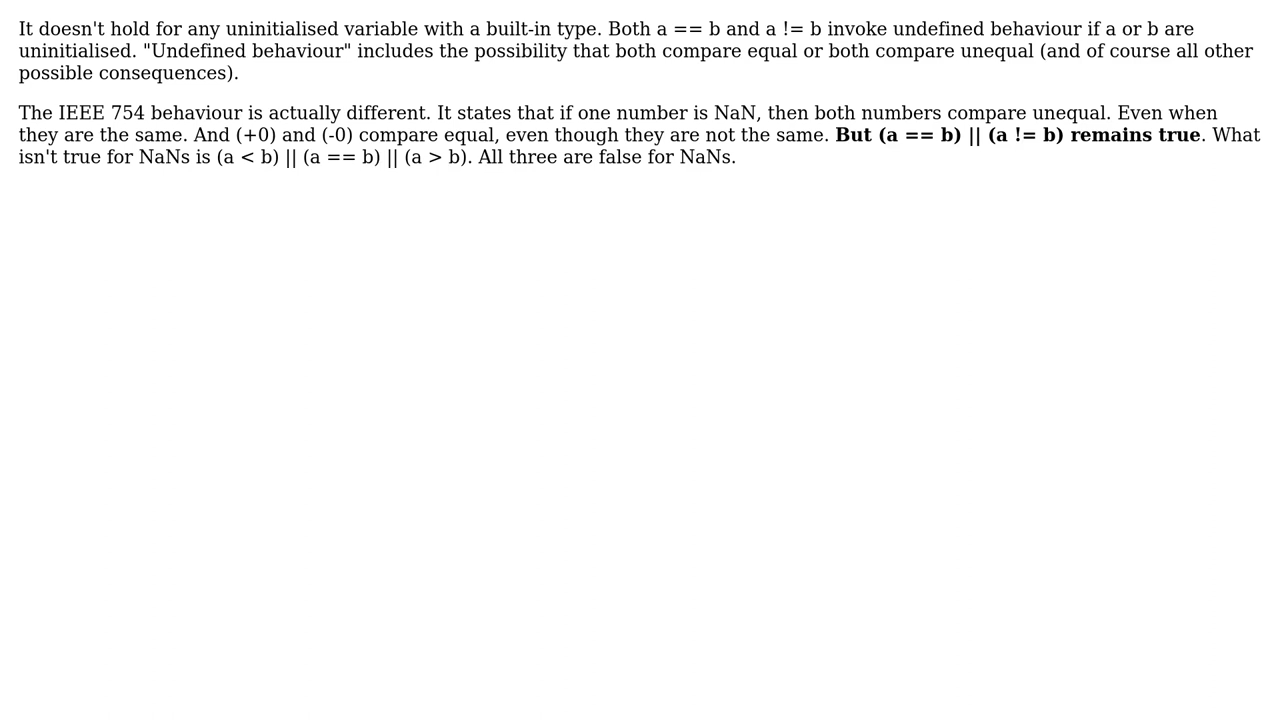 It doesn't hold for any uninitialised variable with a built-in type. Both a == b and a != b invoke undefined behaviour if a or b are
uninitialised. "Undefined behaviour" includes the possibility that both compare equal or both compare unequal (and of course all other
possible consequences).
The IEEE 754 behaviour is actually different. It states that if one number is NaN, then both numbers compare unequal. Even when
they are the same. And (+0) and (-0) compare equal, even though they are not the same. But (a == b) || (a != b) remains true. What
isn't true for NaNs is (a < b) || (a == b) || (a > b). All three are false for NaNs.